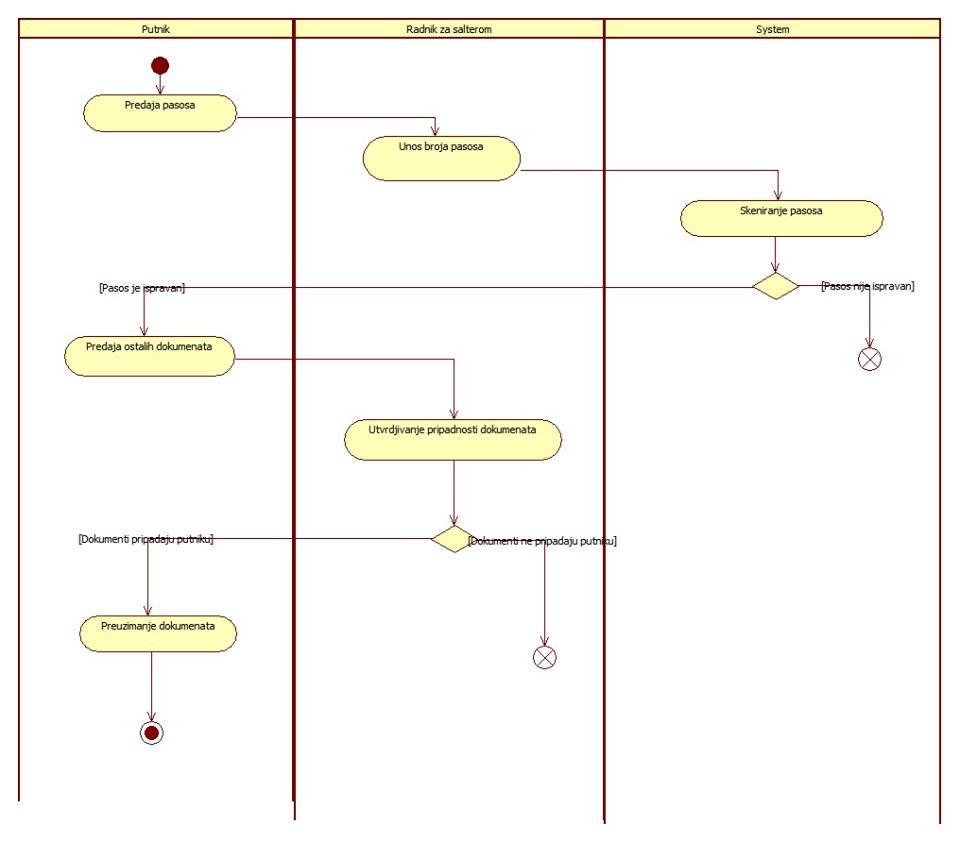 Putnik
Radnik za salterom
System
Predaja pasosa
Unos broja pasosa
Skeniranje pasosa
[Pasos je ispravan]
[Pasos nije ispravan]
Predaja ostalih dokumenata
Utvrdjivanje pripadnosti dokumenata
[Dokumenti pripadaju putniku]
[Dokumenti ne pripadaju putniku]
Preuzimanje dokumenata